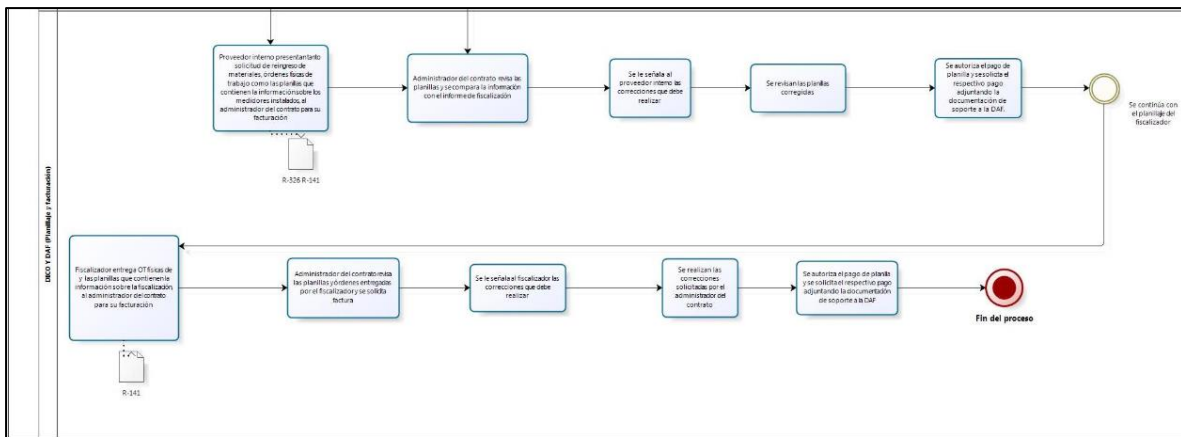 DICO Y DAF (Planillaje y facturación)
Proveedor interno presentan tanto
solicitud de reingreso de
materiales, órdenes físicas de
trabajo como las planillas que
contienen la información sobre los
medidores instalados, al
administrador del contrato para su
facturación
R-326 R-141
Administrador del contrato revisa las
planillas y se compara la información
con el informe de fiscalización
Se le señala al
proveedor interno las
correcciones que debe
realizar
Se revisan las planillas
corregidas
Se autoriza el pago de
planilla y se solicita el
respectivo pago
adjuntando la
documentación de
soporte a la DAF.
Se continúa con
el planillaje del
fiscalizador
Fiscalizador entrega OT físicas de
y las planillas que contienen la
información sobre la fiscalización
al administrador del contrato
para su facturación
R-141
Administrador del contrato revisa
las planillas y órdenes entregadas
por el fiscalizador y se solicita
factura
Se le señala al fiscalizador las
correcciones que debe
realizar
Se realizan las
correcciones
solicitadas por el
administrador del
contrato
Se autoriza el pago de planilla
y se solicita el respectivo pago
adjuntando la documentación
de soporte a la DAF
Fin del proceso